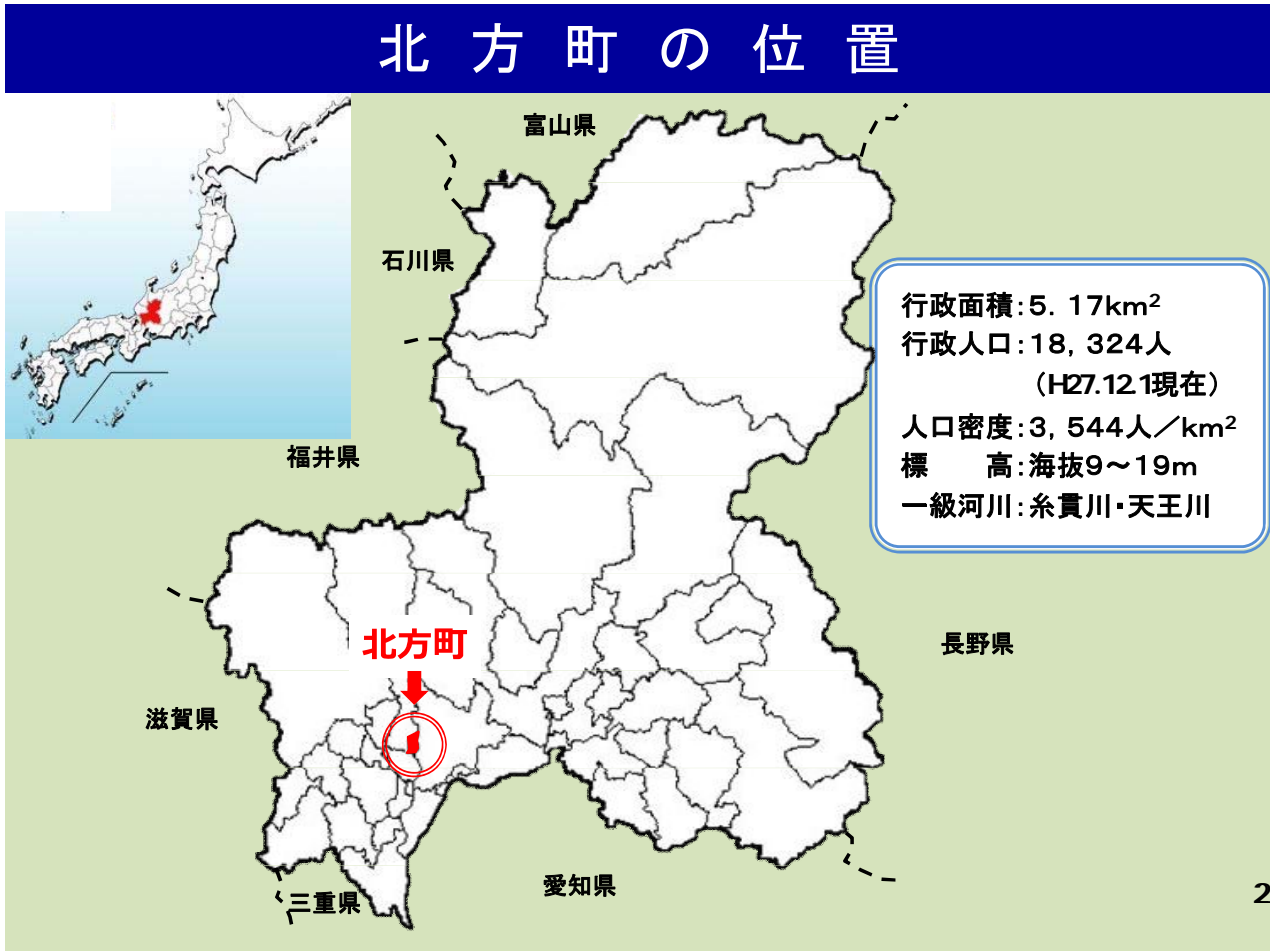 北方町の位置
富山県
石川県
行政面積：5．17km²
行政人口：18，324人
（H27.12.1現在）
人口密度：3，544人／km²
標　　高：海抜9～19m
一級河川：糸貫川・天王川
福井県
北方町
長野県
滋賀県
愛知県
三重県
2